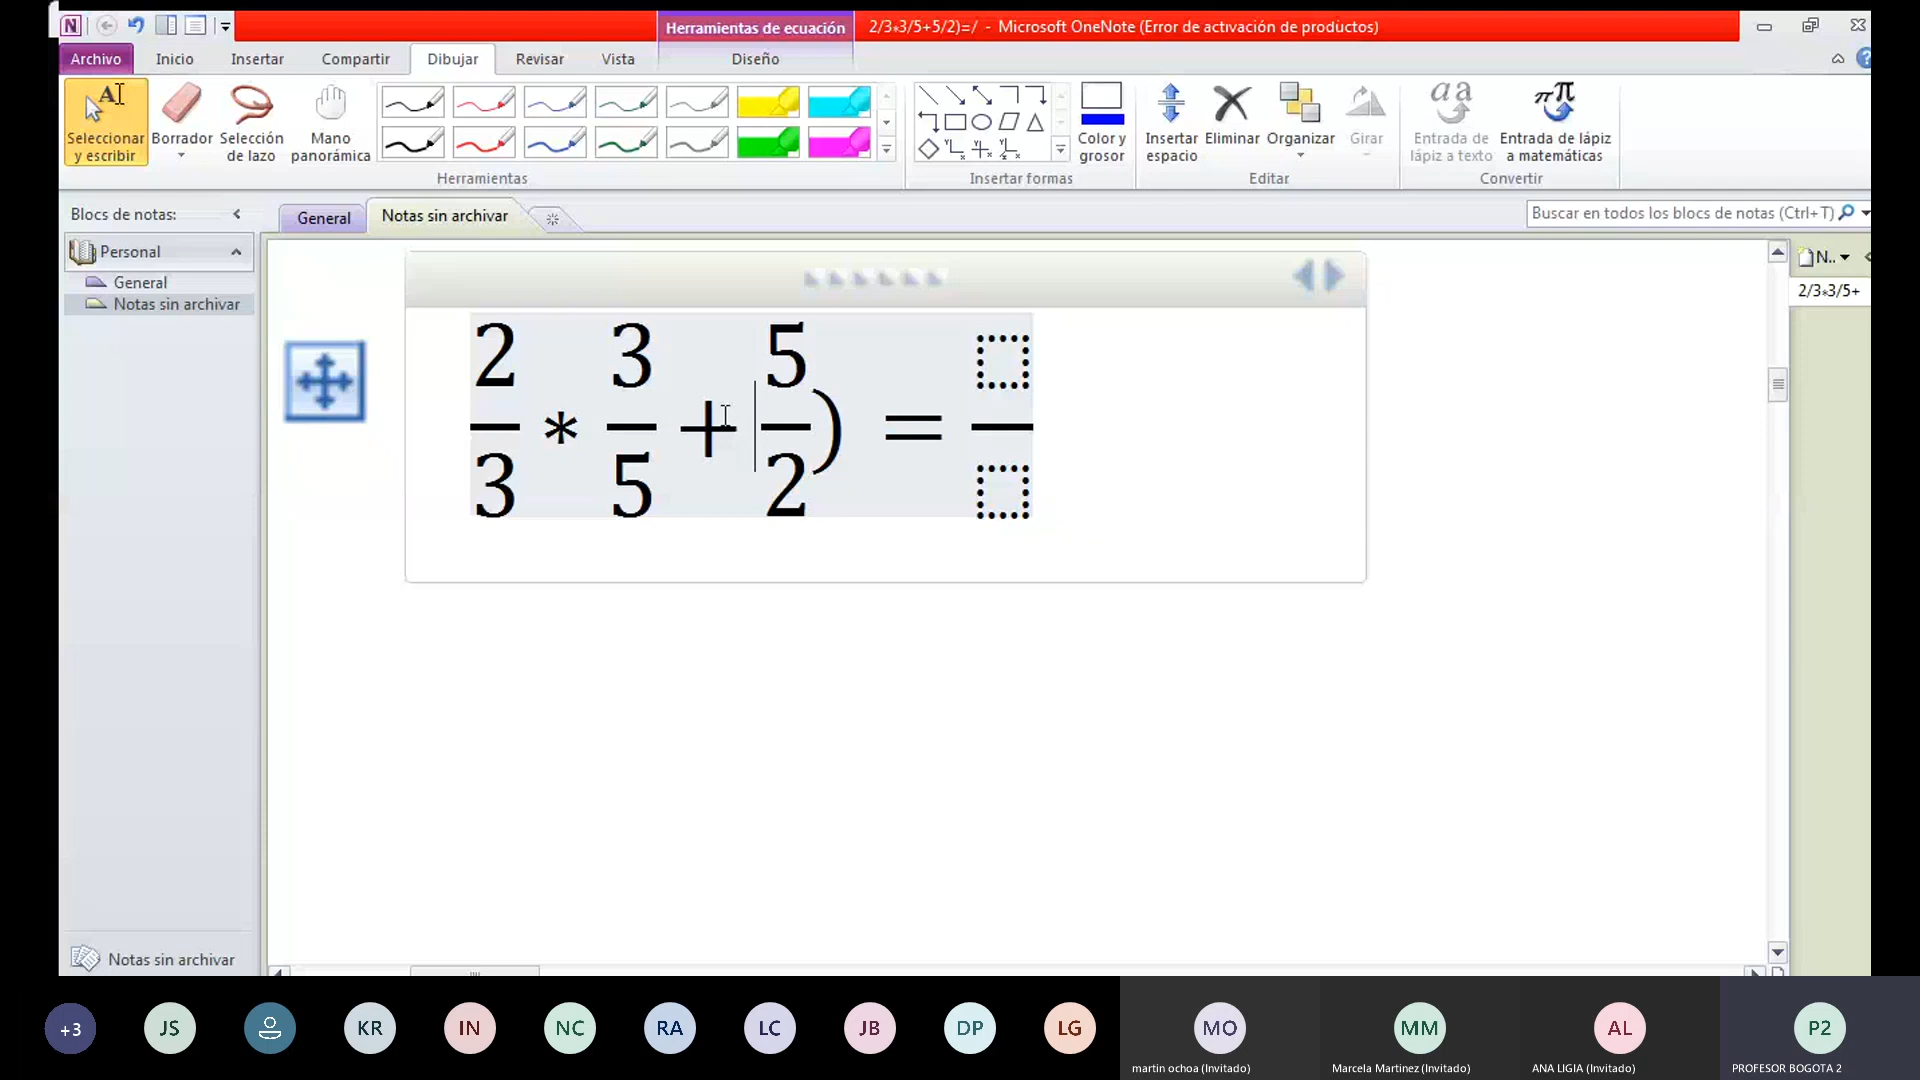 Herramientas de ecuación
2/3*3/5+5/2)=/ - Microsoft OneNote (Error de activación de productos)
Archivo Inicio Insertar Compartir Dibujar Revisar Vista Diseño
Seleccionar y escribir
Borrador
Selección de lazo
Mano panorámica
Color y grosor
Insertar espacio
Eliminar
Organizar
Girar
Entrada de lápiz a texto
Entrada de lápiz a matemáticas
Herramientas
Insertar formas
Editar
Convertir
Blocs de notas:
General
Notas sin archivar
Buscar en todos los blocs de notas (Ctrl+T)
Personal
General
Notas sin archivar
N..
2/3*3/5+
2 3 5
* + ) =
3 5 2
Notas sin archivar
+3 JS KR IN NC RA LC JB DP LG MO MM AL P2
martin ochoa (Invitado)
Marcela Martinez (Invitado)
ANA LIGIA (Invitado)
PROFESOR BOGOTA 2